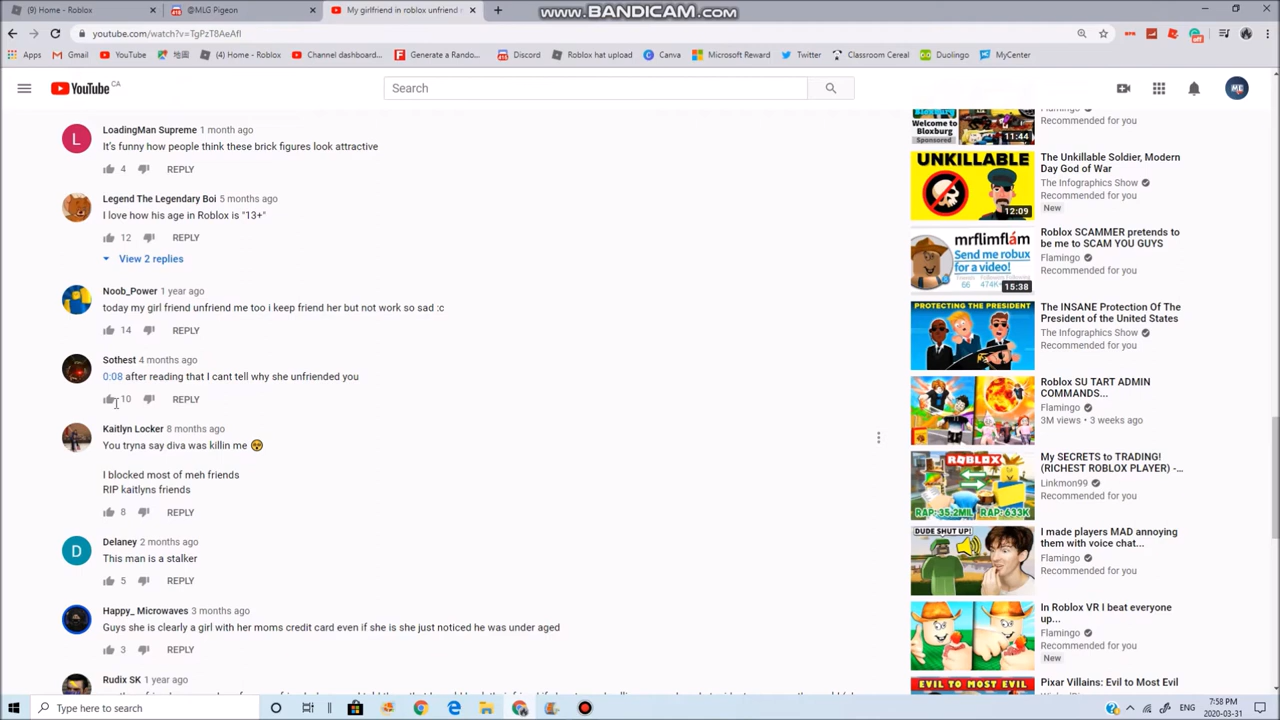 (9) Home - Roblox
@MLG Pigeon
My girlfriend in roblox unfriend
www.BANDICAM.com
youtube.com/watch?v=TgPzT8AeAfI
Apps
Gmail
YouTube
地圖
(4) Home - Roblox
Channel dashboard...
Generate a Rando...
Discord
Roblox hat upload
Canva
Microsoft Reward
Twitter
Classroom Cereal
Duolingo
MyCenter
YouTube CA
Search
LoadingMan Supreme 1 month ago
It's funny how people think these brick figures look attractive
4 REPLY
Legend The Legendary Boi 5 months ago
I love how his age in Roblox is "13+"
12 REPLY
View 2 replies
Noob_Power 1 year ago
today my girl friend unfriend my too i keep friend her but not work so sad :c
14 REPLY
Sothest 4 months ago
0:08 after reading that I cant tell why she unfriended you
10 REPLY
Kaitlyn Locker 8 months ago
You tryna say diva was killin me 😯
I blocked most of meh friends
RIP kaitlyns friends
8 REPLY
Delaney 2 months ago
This man is a stalker
5 REPLY
Happy_ Microwaves 3 months ago
Guys she is clearly a girl with her moms credit card even if she is she just noticed he was under aged
3 REPLY
Rudix SK 1 year ago
Welcome to
Bloxburg
Sponsored
11:44
Flamingo
Recommended for you
UNKILLABLE
12:09
The Unkillable Soldier, Modern
Day God of War
The Infographics Show
Recommended for you
New
mrflimflám
Send me robux
for a video!
Friends
66
474K+
15:38
Roblox SCAMMER pretends to
be me to SCAM YOU GUYS
Flamingo
Recommended for you
PROTECTING THE PRESIDENT
The INSANE Protection Of The
President of the United States
The Infographics Show
Recommended for you
Roblox SU TART ADMIN
COMMANDS...
Flamingo
3M views • 3 weeks ago
ROBLOX
RAP:35.2MIL
RAP:633K
My SECRETS to TRADING!
(RICHEST ROBLOX PLAYER) -...
Linkmon99
Recommended for you
DUDE SHUT UP!
I made players MAD annoying
them with voice chat...
Flamingo
Recommended for you
In Roblox VR I beat everyone
up...
Flamingo
Recommended for you
New
EVIL TO MOST EVIL
Pixar Villains: Evil to Most Evil
Type here to search
ENG
7:58 PM
2020-03-31